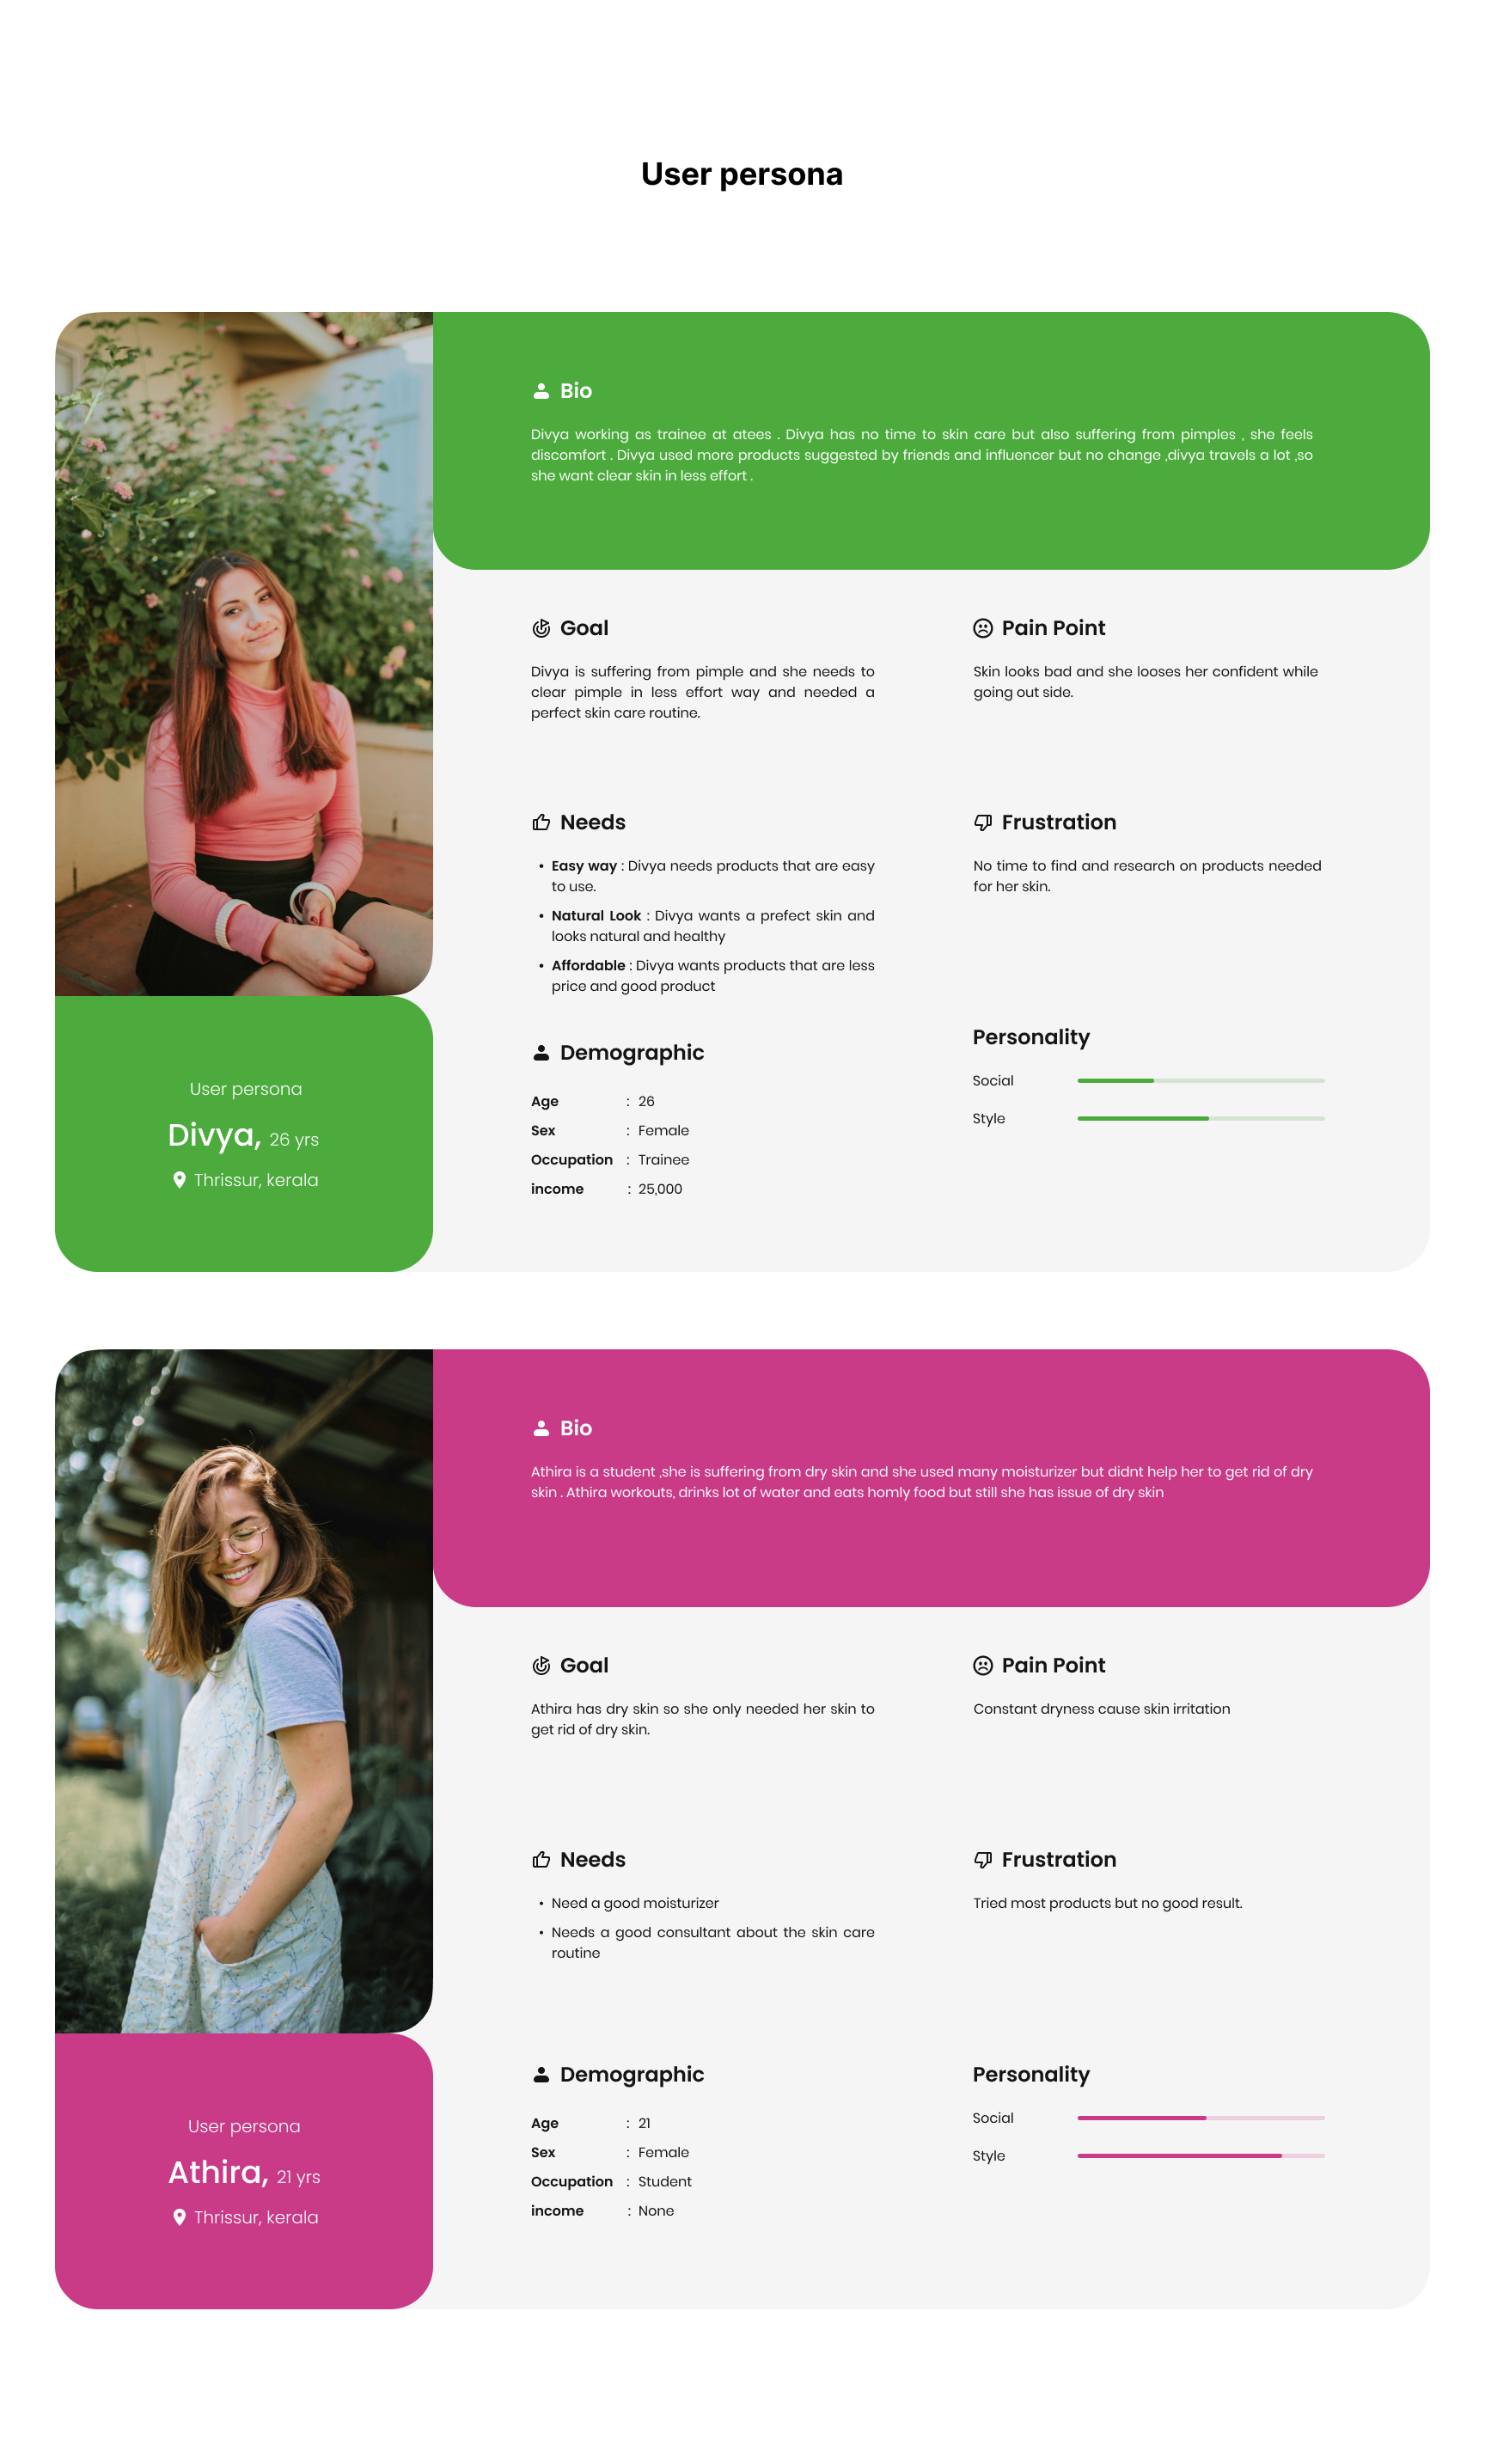 User persona
Bio
Divya working as trainee at atees . Divya has no time to skin care but also suffering from pimples , she feels
discomfort . Divya used more products suggested by friends and influencer but no change ,divya travels a lot ,so
she want clear skin in less effort .
Goal
Divya is suffering from pimple and she needs to
clear pimple in less effort way and needed a
perfect skin care routine.
Pain Point
Skin looks bad and she looses her confident while
going out side.
Needs
• Easy way : Divya needs products that are easy
to use.
• Natural Look : Divya wants a prefect skin and
looks natural and healthy
• Affordable : Divya wants products that are less
price and good product
Frustration
No time to find and research on products needed
for her skin.
Demographic
Age : 26
Sex : Female
Occupation : Trainee
income : 25,000
Personality
Social
Style
User persona
Divya, 26 yrs
Thrissur, kerala
Bio
Athira is a student ,she is suffering from dry skin and she used many moisturizer but didnt help her to get rid of dry
skin . Athira workouts, drinks lot of water and eats homly food but still she has issue of dry skin
Goal
Athira has dry skin so she only needed her skin to
get rid of dry skin.
Pain Point
Constant dryness cause skin irritation
Needs
• Need a good moisturizer
• Needs a good consultant about the skin care
routine
Frustration
Tried most products but no good result.
Demographic
Age : 21
Sex : Female
Occupation : Student
income : None
Personality
Social
Style
User persona
Athira, 21 yrs
Thrissur, kerala